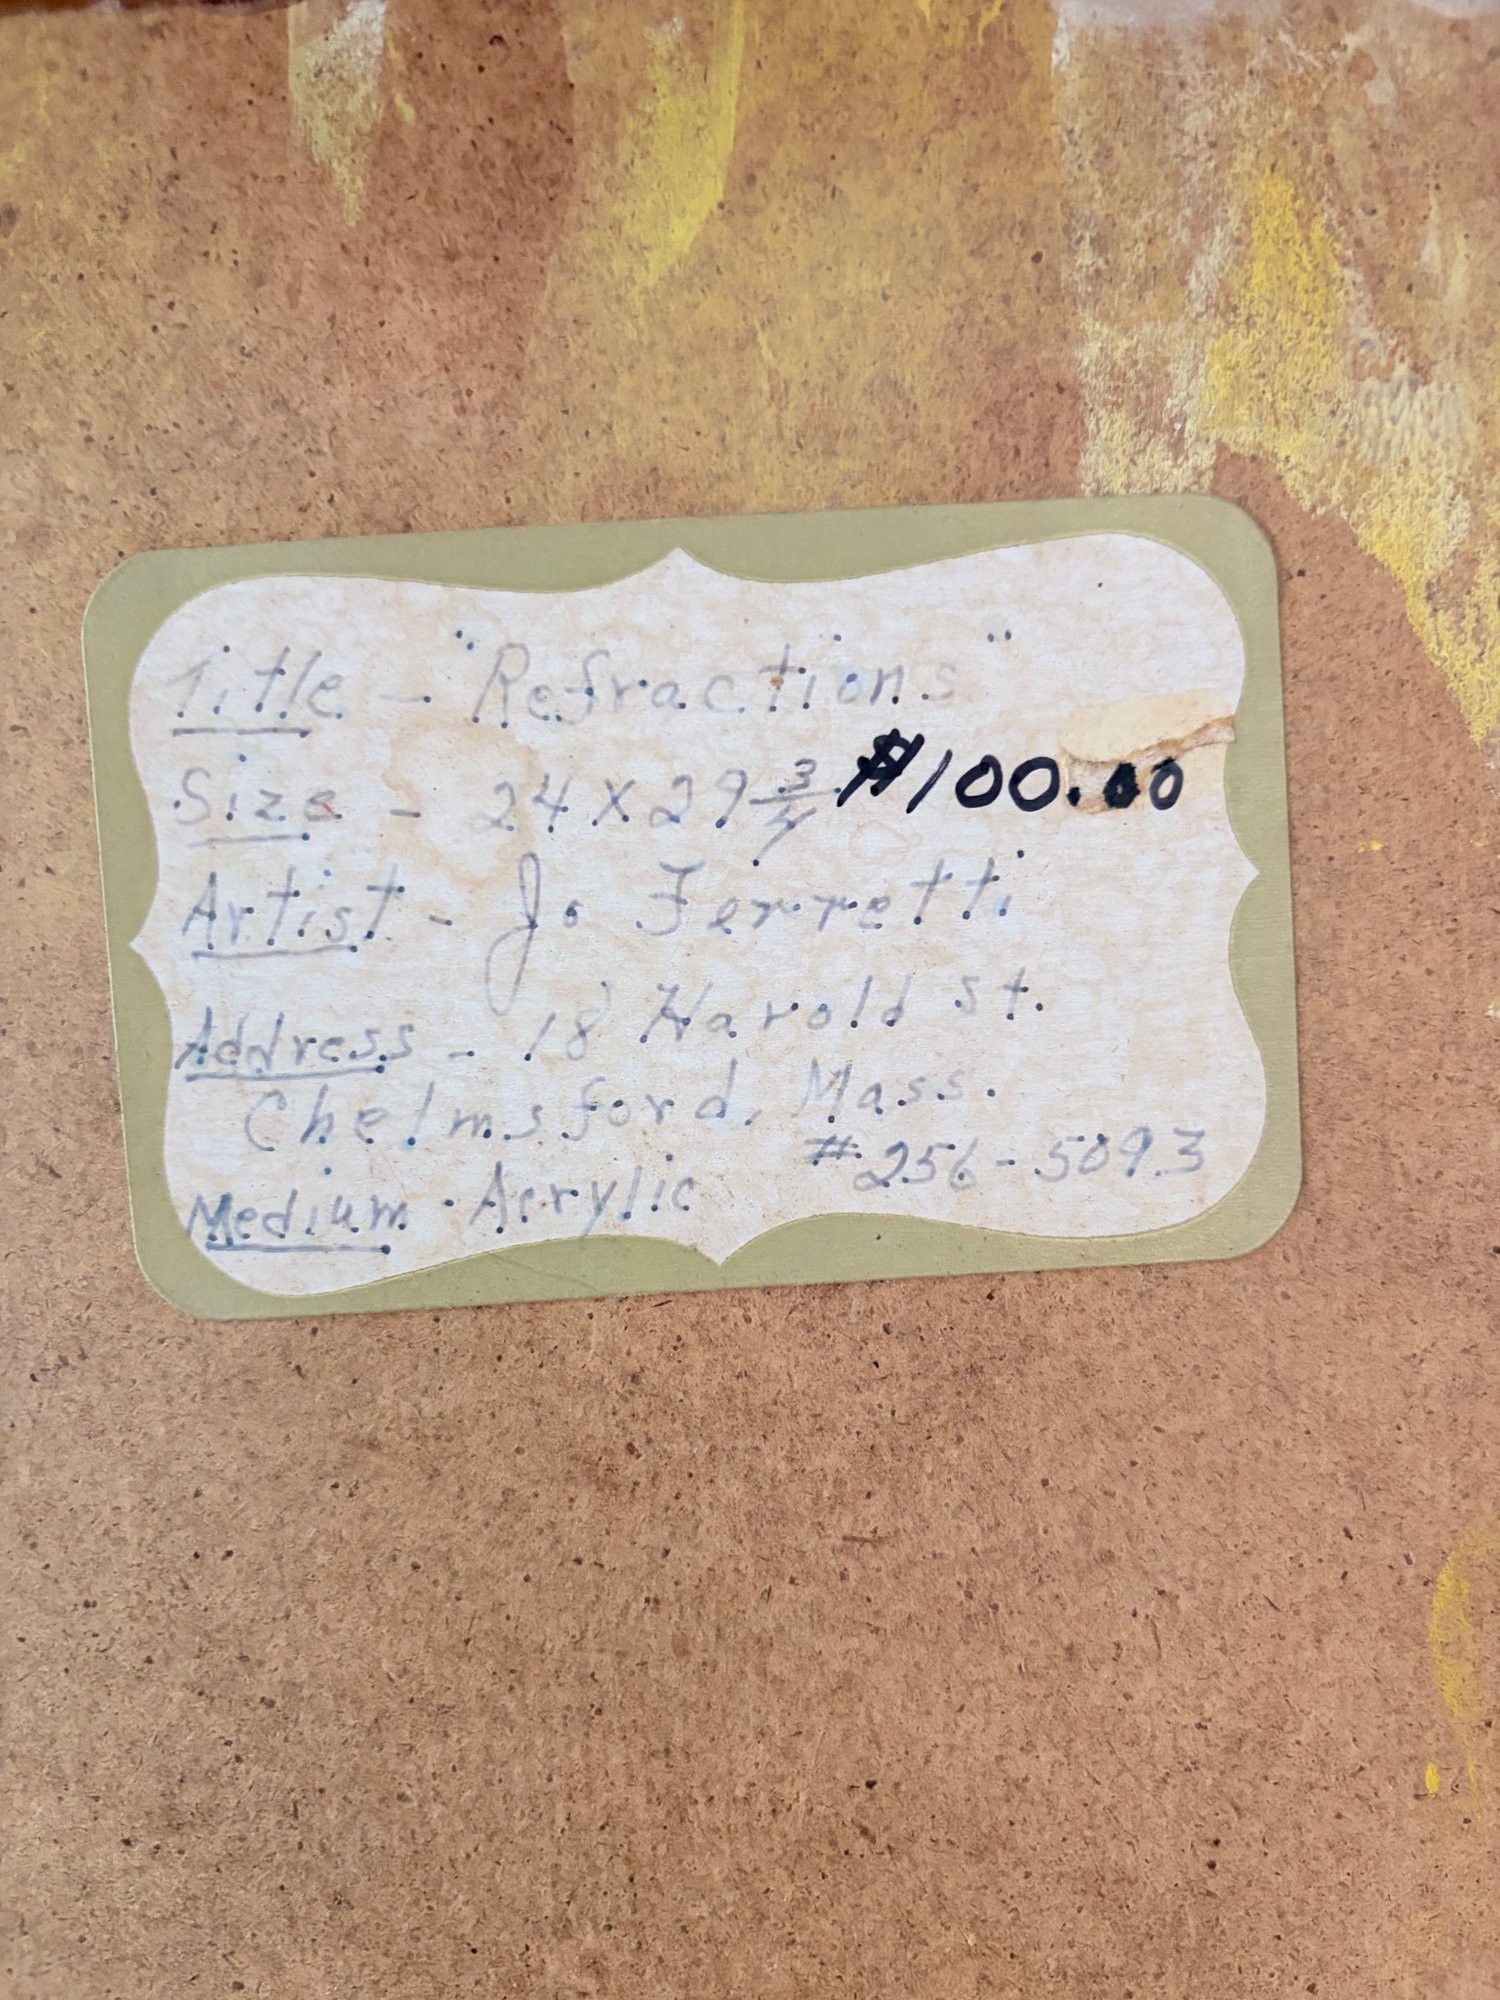 Title - "Refractions"
Size - 24 x 29 3/4 $100.00
Artist - Jo Ferretti
Address - 18 Harold St.
Chelmsford, Mass.
#256-5093
Medium - Acrylic